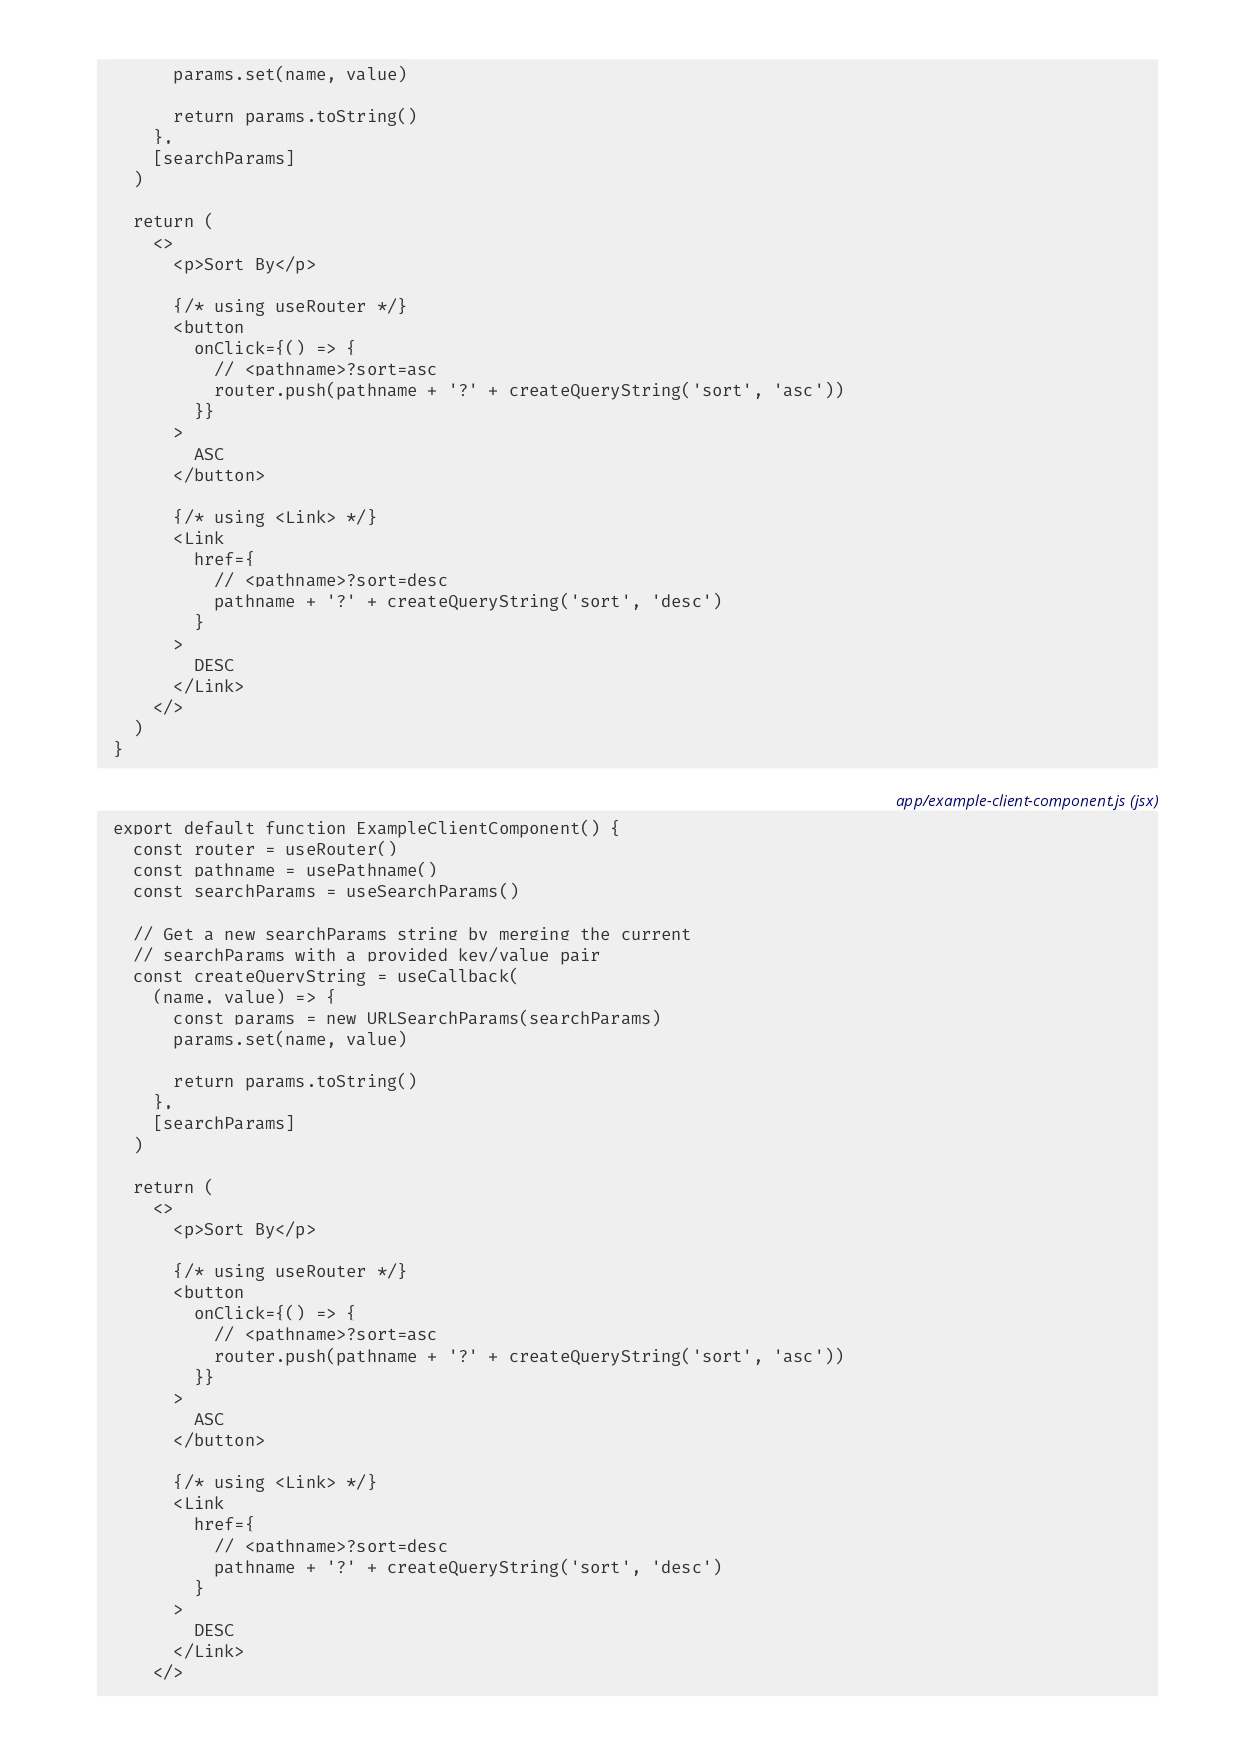 params.set(name, value)

      return params.toString()
    },
    [searchParams]
  )

  return (
    <>
      <p>Sort By</p>

      {/* using useRouter */}
      <button
        onClick={() => {
          // <pathname>?sort=asc
          router.push(pathname + '?' + createQueryString('sort', 'asc'))
        }}
      >
        ASC
      </button>

      {/* using <Link> */}
      <Link
        href={
          // <pathname>?sort=desc
          pathname + '?' + createQueryString('sort', 'desc')
        }
      >
        DESC
      </Link>
    </>
  )
}

app/example-client-component.js (jsx)
export default function ExampleClientComponent() {
  const router = useRouter()
  const pathname = usePathname()
  const searchParams = useSearchParams()

  // Get a new searchParams string by merging the current
  // searchParams with a provided key/value pair
  const createQueryString = useCallback(
    (name, value) => {
      const params = new URLSearchParams(searchParams)
      params.set(name, value)

      return params.toString()
    },
    [searchParams]
  )

  return (
    <>
      <p>Sort By</p>

      {/* using useRouter */}
      <button
        onClick={() => {
          // <pathname>?sort=asc
          router.push(pathname + '?' + createQueryString('sort', 'asc'))
        }}
      >
        ASC
      </button>

      {/* using <Link> */}
      <Link
        href={
          // <pathname>?sort=desc
          pathname + '?' + createQueryString('sort', 'desc')
        }
      >
        DESC
      </Link>
    </>